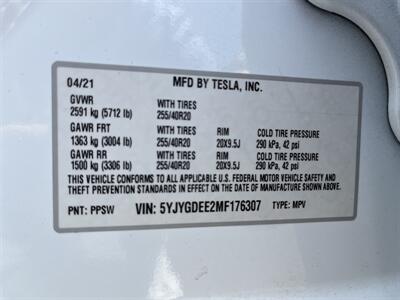 04/21 MFD BY TESLA, INC.
GVWR WITH TIRES
2591 kg (5712 lb) 255/40R20
GAWR FRT WITH TIRES RIM COLD TIRE PRESSURE
1363 kg (3004 lb) 255/40R20 20X9.5J 290 kPa, 42 psi
GAWR RR WITH TIRES RIM COLD TIRE PRESSURE
1500 kg (3306 lb) 255/40R20 20X9.5J 290 kPa, 42 psi
THIS VEHICLE CONFORMS TO ALL APPLICABLE U.S. FEDERAL MOTOR VEHICLE SAFETY AND
THEFT PREVENTION STANDARDS IN EFFECT ON THE DATE OF MANUFACTURE SHOWN ABOVE.
PNT: PPSW VIN: 5YJYGDEE2MF176307 TYPE: MPV